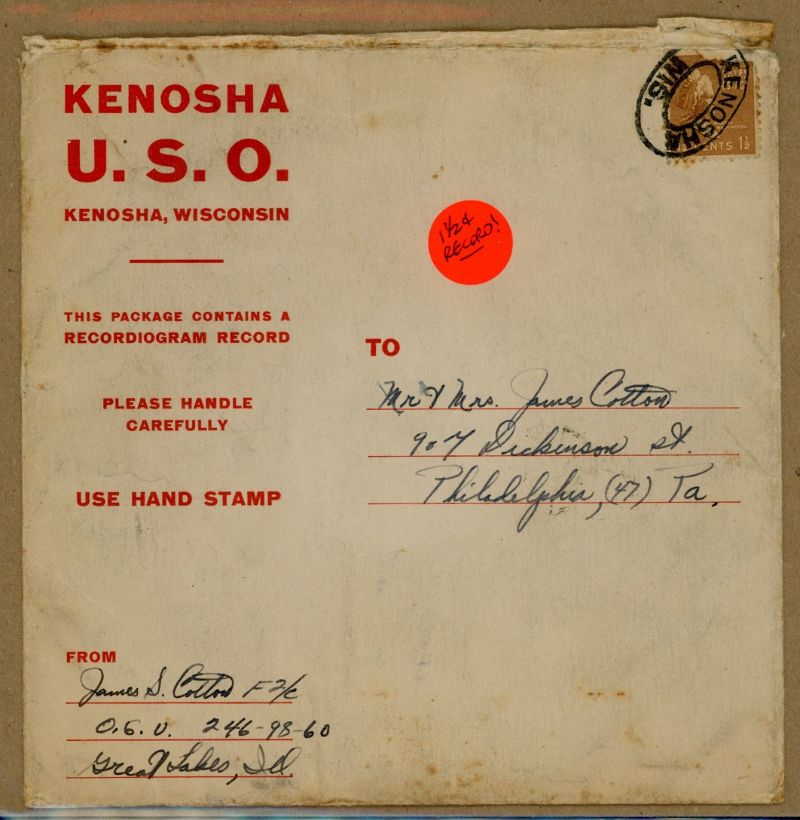 KENOSHA
U. S. O.
KENOSHA, WISCONSIN
THIS PACKAGE CONTAINS A
RECORDIOGRAM RECORD
PLEASE HANDLE
CAREFULLY
USE HAND STAMP
KENOSHA
WIS.
CENTS 1½
1½¢
RECORD!
TO
Mr & Mrs. James Cotton
907 Dickinson st.
Philadelphia, (47) Pa.
FROM
James S. Cotton F 2/c
O.G.U. 246-98-60
Great Lakes, Ill.